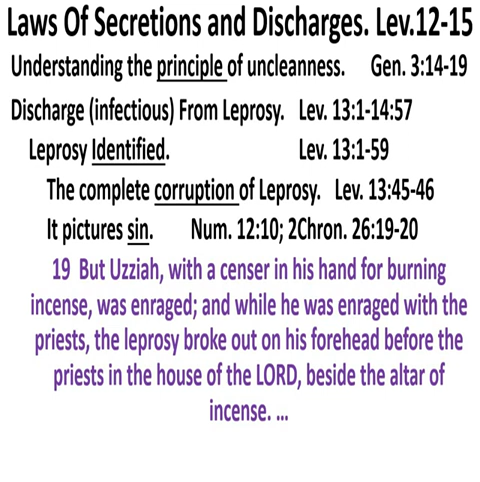 Laws Of Secretions and Discharges. Lev.12-15
Understanding the principle of uncleanness. Gen. 3:14-19
Discharge (infectious) From Leprosy. Lev. 13:1-14:57
Leprosy Identified. Lev. 13:1-59
The complete corruption of Leprosy. Lev. 13:45-46
It pictures sin. Num. 12:10; 2Chron. 26:19-20
19 But Uzziah, with a censer in his hand for burning
incense, was enraged; and while he was enraged with the
priests, the leprosy broke out on his forehead before the
priests in the house of the LORD, beside the altar of
incense. ...